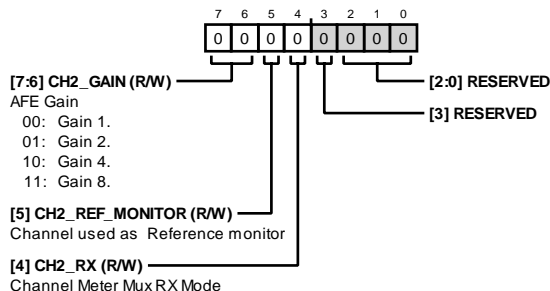 7 6 5 4 3 2 1 0
0 0 0 0 0 0 0 0
[7:6] CH2_GAIN (R/W)
AFE Gain
00: Gain 1.
01: Gain 2.
10: Gain 4.
11: Gain 8.
[5] CH2_REF_MONITOR (R/W)
Channel used as Reference monitor
[4] CH2_RX (R/W)
Channel Meter Mux RX Mode
[2:0] RESERVED
[3] RESERVED